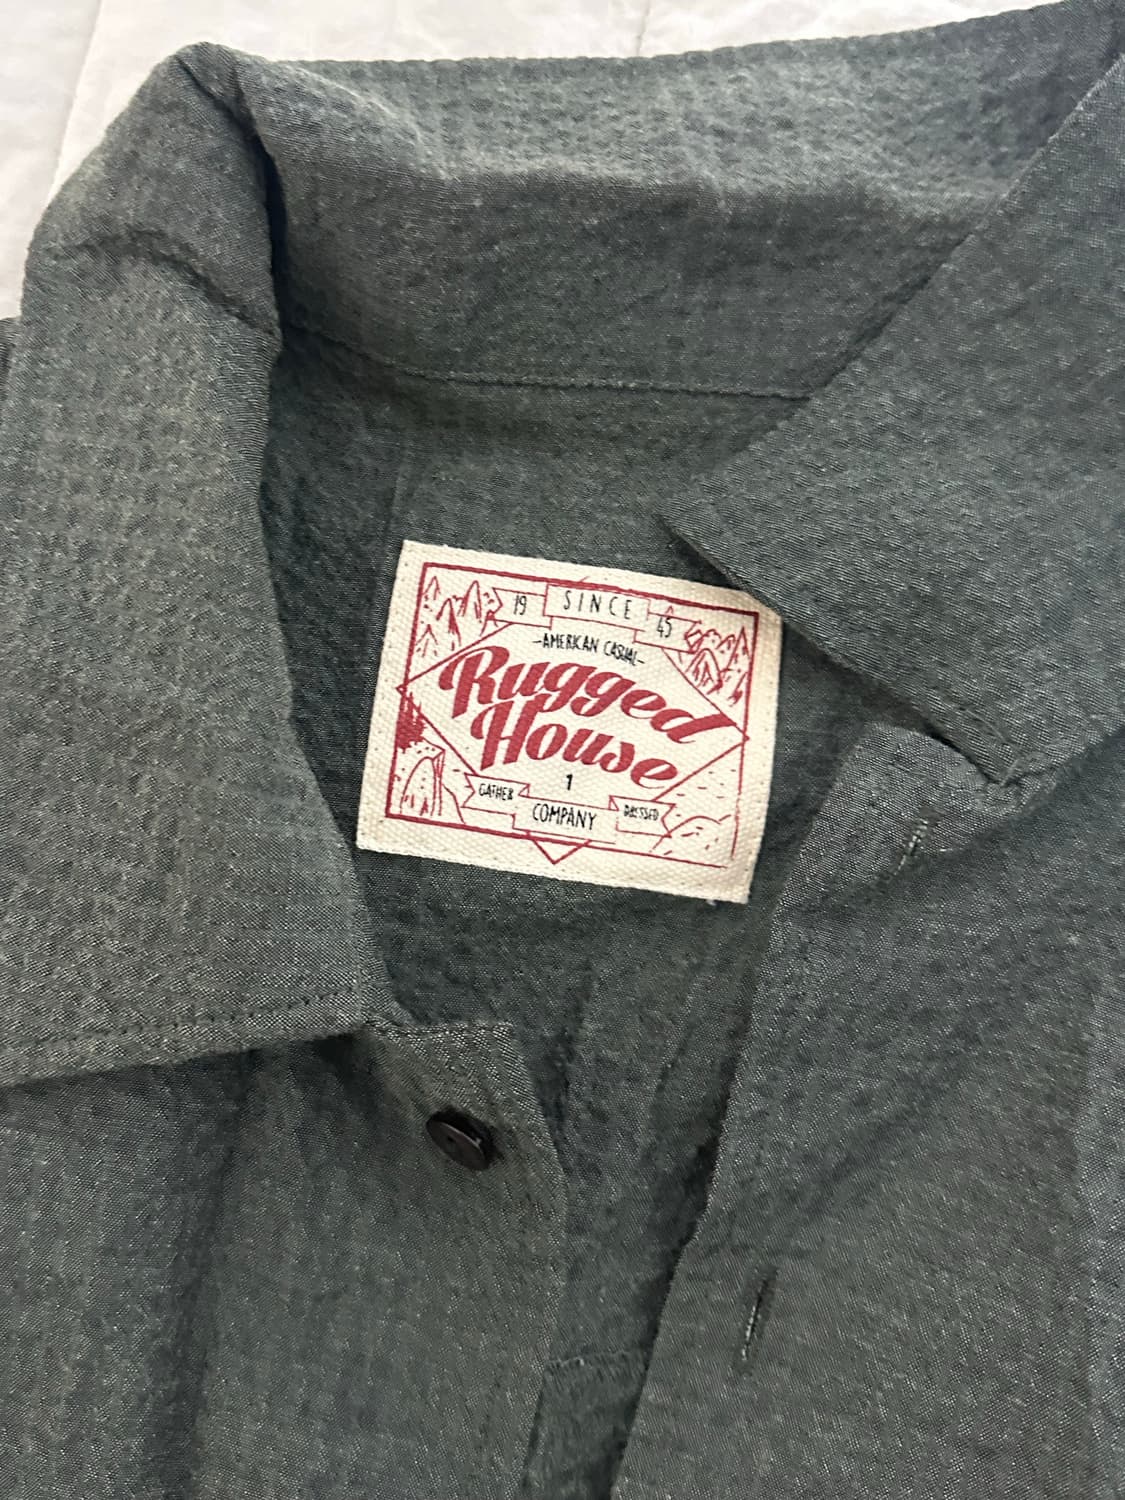 19 SINCE 45
-AMERICAN CASUAL-
Rugged
House
1
GATHER COMPANY DRESSED